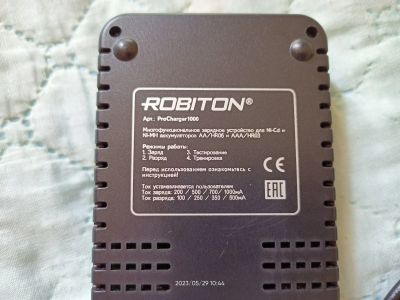 ROBITON®
Арт.: ProCharger1000
Многофункциональное зарядное устройство для Ni-Cd и
Ni-MH аккумуляторов AA/HR06 и AAA/HR03
Режимы работы:
1. Заряд 3. Тестирование
2. Разряд 4. Тренировка
Перед использованием ознакомьтесь с
инструкцией!
Ток устанавливается пользователем
Ток заряда: 200 / 500 / 700/ 1000мА
Ток разряда: 100 / 250 / 350 / 500мА
CE
EAC
2023/05/29 10:44